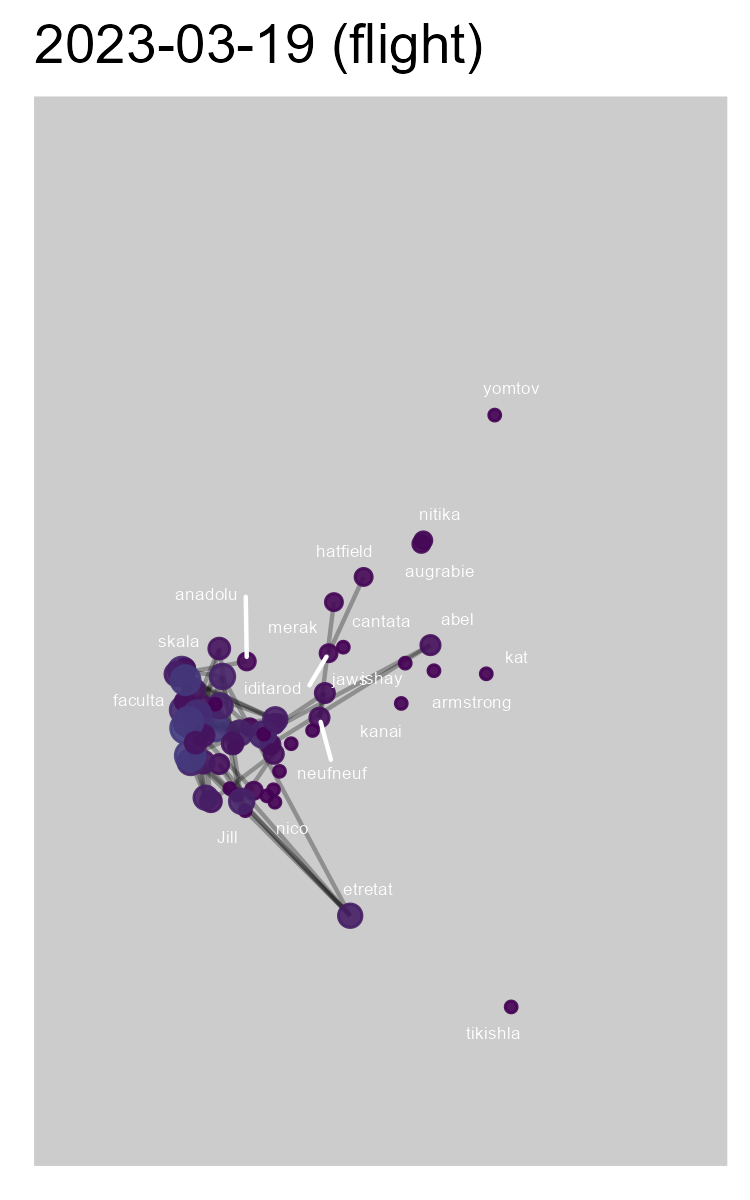 2023-03-19 (flight)
yomtov
nitika
hatfield
augrabie
anadolu
cantata
abel
merak
skala
kat
iditarod
jaws
ishay
faculta
armstrong
kanai
neufneuf
nico
Jill
etretat
tikishla